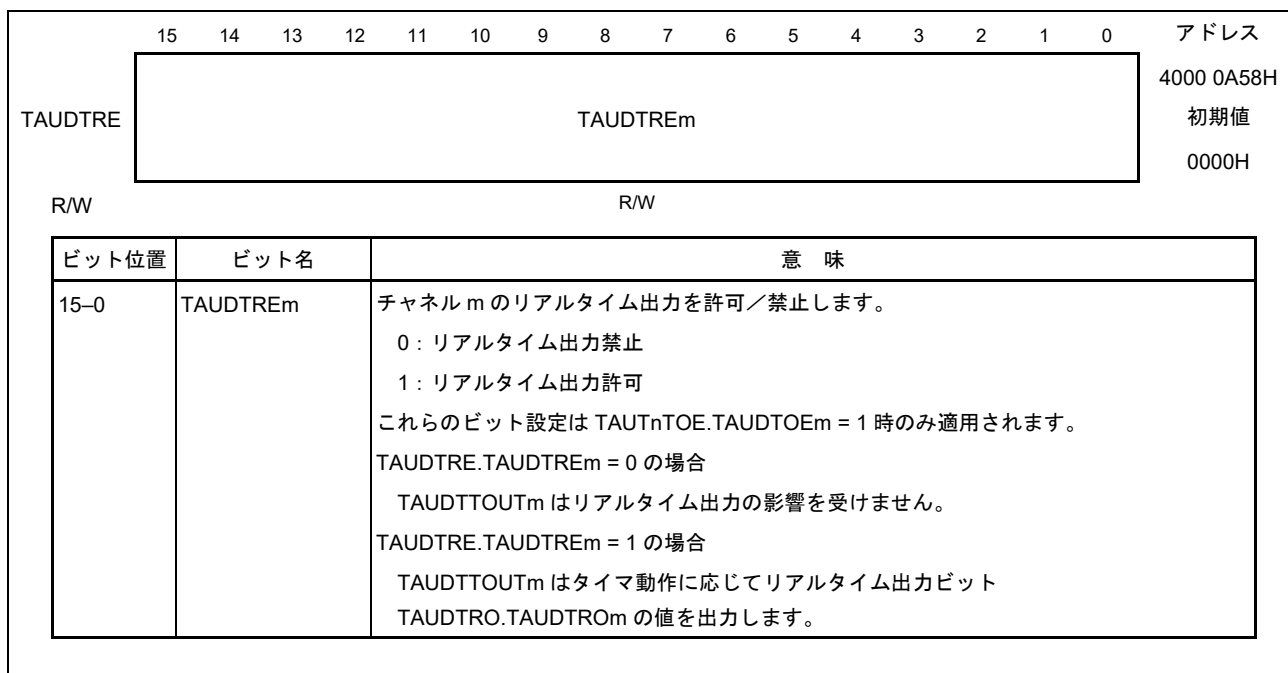 15 14 13 12 11 10 9 8 7 6 5 4 3 2 1 0 アドレス
4000 0A58H
TAUDTRE TAUDTREm 初期値
0000H
R/W R/W
ビット位置 ビット名 意 味
15–0 TAUDTREm チャネル m のリアルタイム出力を許可／禁止します。
0：リアルタイム出力禁止
1：リアルタイム出力許可
これらのビット設定は TAUTnTOE.TAUDTOEm = 1 時のみ適用されます。
TAUDTRE.TAUDTREm = 0 の場合
TAUDTTOUTm はリアルタイム出力の影響を受けません。
TAUDTRE.TAUDTREm = 1 の場合
TAUDTTOUTm はタイマ動作に応じてリアルタイム出力ビット
TAUDTRO.TAUDTROm の値を出力します。